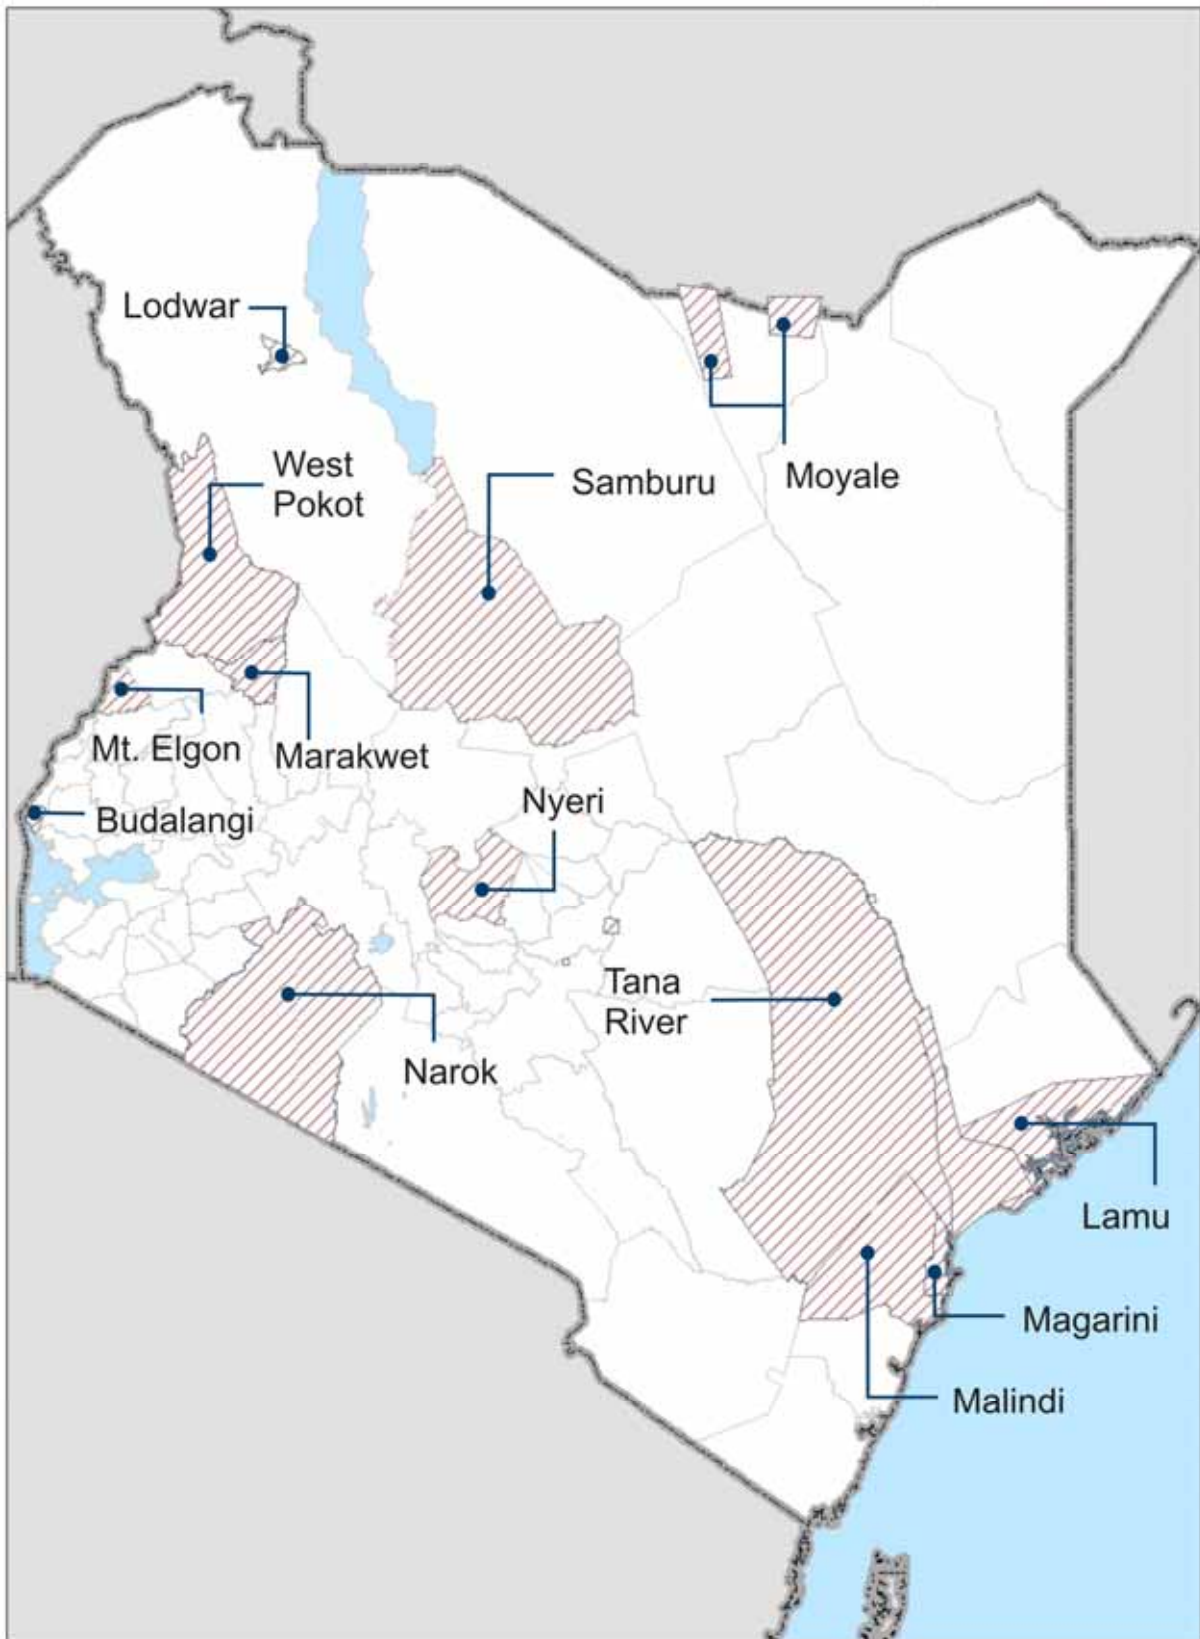 Lodwar
West
Pokot
Samburu
Moyale
Mt. Elgon
Marakwet
Budalangi
Nyeri
Tana
River
Narok
Lamu
Magarini
Malindi